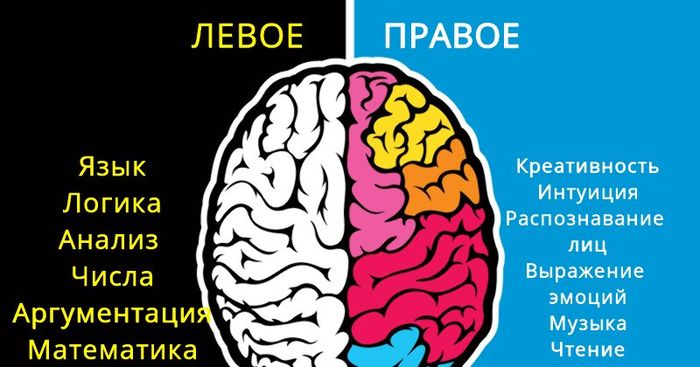 ЛЕВОЕ
ПРАВОЕ
Язык
Логика
Анализ
Числа
Аргументация
Математика
Креативность
Интуиция
Распознавание
лиц
Выражение
эмоций
Музыка
Чтение